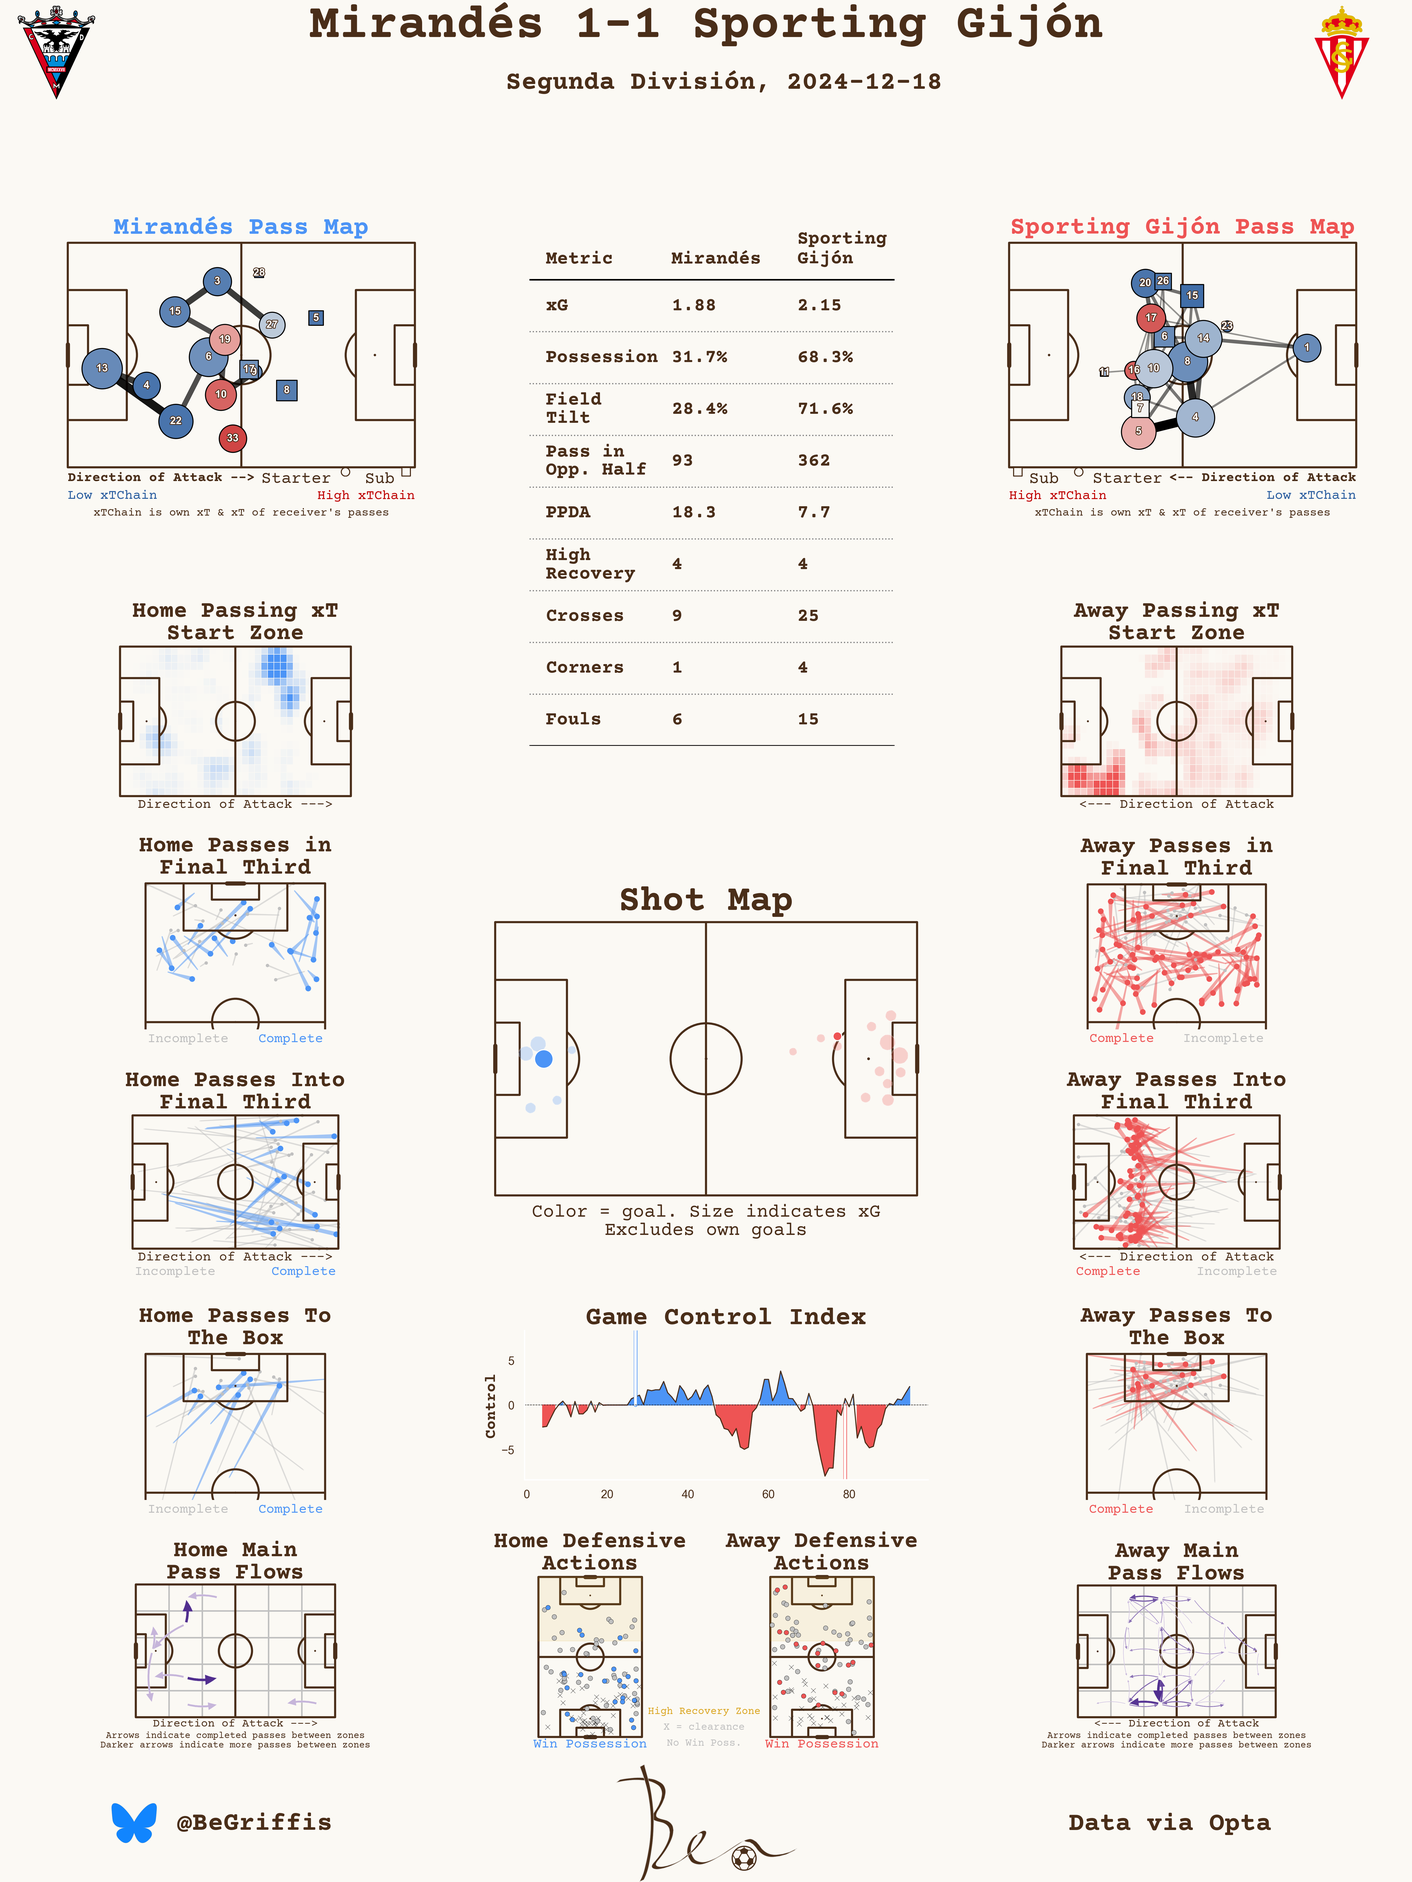 Mirandés 1-1 Sporting Gijón
Segunda División, 2024-12-18
Mirandés Pass Map
3
28
15
27
5
19
6
17
9
13
4
10
8
22
33
Direction of Attack --> Starter Sub
Low xTChain High xTChain
xTChain is own xT & xT of receiver's passes
Metric Mirandés Sporting Gijón
xG 1.88 2.15
Possession 31.7% 68.3%
Field Tilt 28.4% 71.6%
Pass in Opp. Half 93 362
PPDA 18.3 7.7
High Recovery 4 4
Crosses 9 25
Corners 1 4
Fouls 6 15
Sporting Gijón Pass Map
20
26
15
17
23
6
14
1
8
11
16
10
18
7
4
5
Sub Starter <-- Direction of Attack
High xTChain Low xTChain
xTChain is own xT & xT of receiver's passes
Home Passing xT
Start Zone
Direction of Attack --->
Away Passing xT
Start Zone
<--- Direction of Attack
Home Passes in
Final Third
Incomplete Complete
Shot Map
Color = goal. Size indicates xG
Excludes own goals
Away Passes in
Final Third
Complete Incomplete
Home Passes Into
Final Third
Direction of Attack --->
Incomplete Complete
Away Passes Into
Final Third
<--- Direction of Attack
Complete Incomplete
Home Passes To
The Box
Incomplete Complete
Game Control Index
Control
5
0
−5
0 20 40 60 80
Away Passes To
The Box
Complete Incomplete
Home Main
Pass Flows
Direction of Attack --->
Arrows indicate completed passes between zones
Darker arrows indicate more passes between zones
Home Defensive
Actions
Win Possession
High Recovery Zone
X = clearance
No Win Poss.
Away Defensive
Actions
Win Possession
Away Main
Pass Flows
<--- Direction of Attack
Arrows indicate completed passes between zones
Darker arrows indicate more passes between zones
@BeGriffis
Ben
Data via Opta